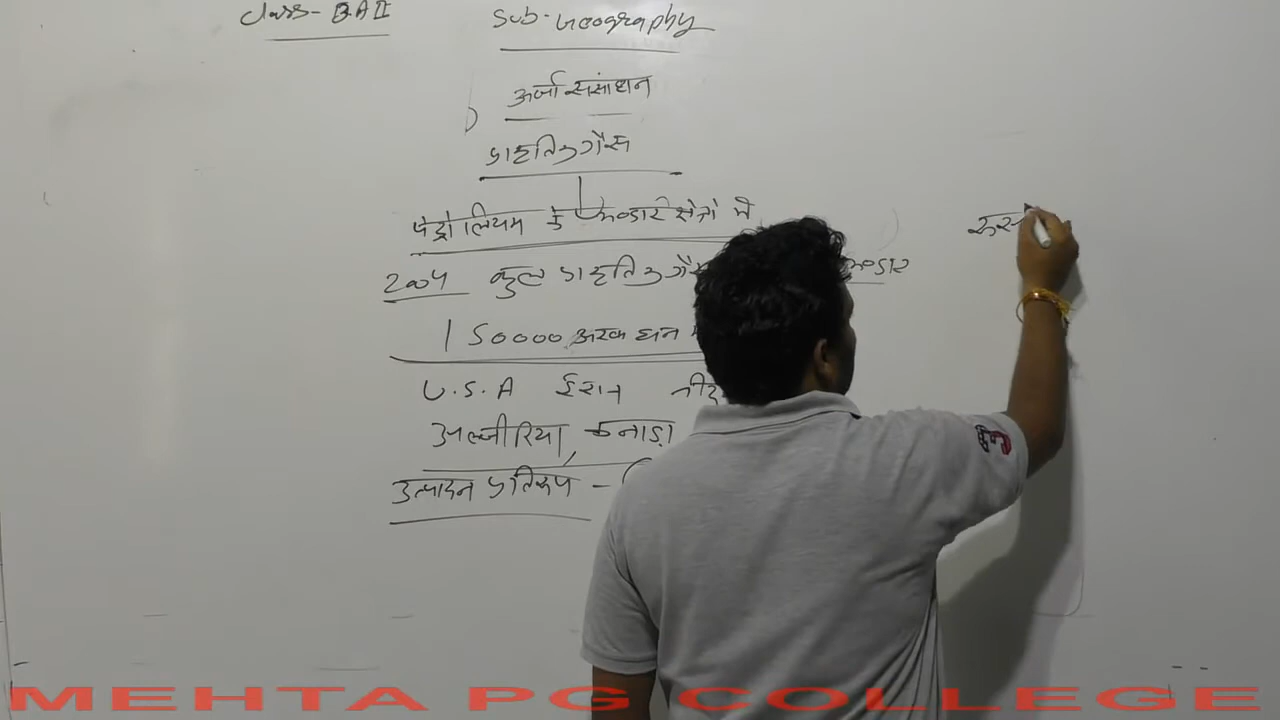 Class- B.A II
Sub- Geography
ऊर्जा संसाधन
प्राकृतिक गैस
पेट्रोलियम के भण्डार क्षेत्रों में
2004 कुल प्राकृतिक गैस भण्डार
150000 अरब घन
U.S.A ईरान
अल्जीरिया, कनाडा
उत्पादन प्रतिरूप -
MEHTA PG COLLEGE